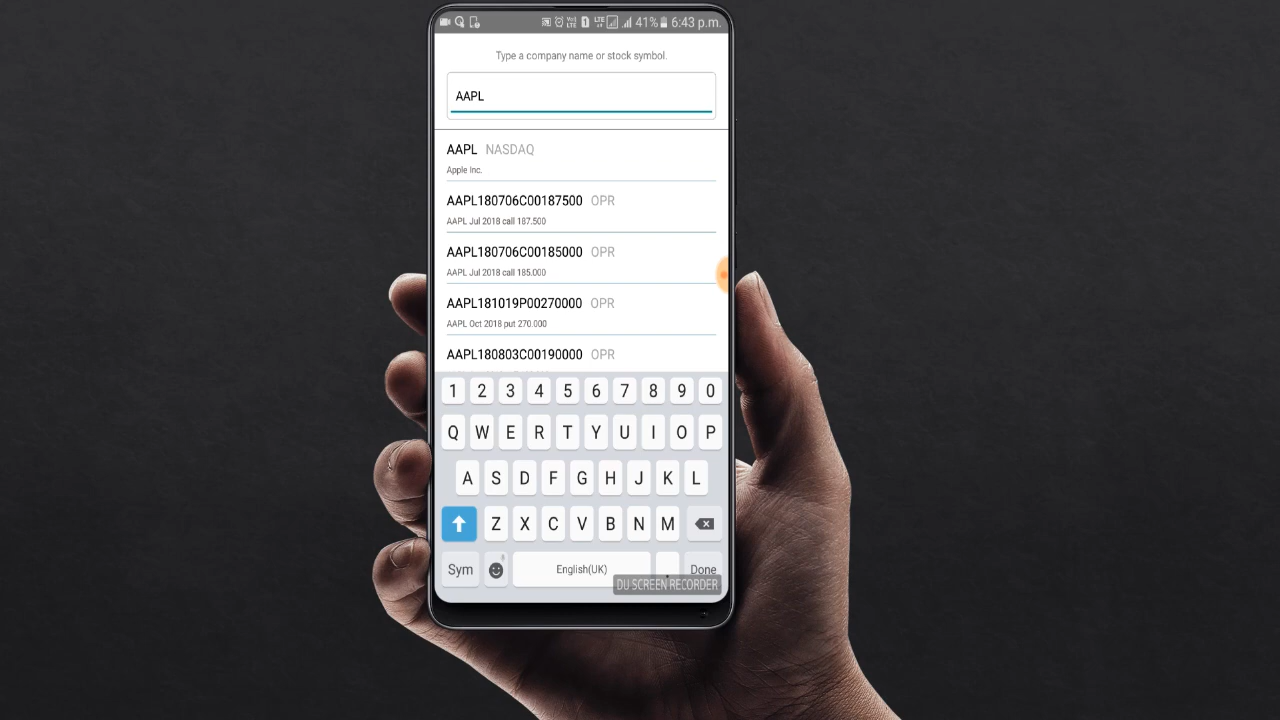 41% 6:43 p.m.
Type a company name or stock symbol.
AAPL
AAPL NASDAQ
Apple Inc.
AAPL180706C00187500 OPR
AAPL Jul 2018 call 187.500
AAPL180706C00185000 OPR
AAPL Jul 2018 call 185.000
AAPL181019P00270000 OPR
AAPL Oct 2018 put 270.000
AAPL180803C00190000 OPR
1 2 3 4 5 6 7 8 9 0
Q W E R T Y U I O P
A S D F G H J K L
Z X C V B N M
Sym English(UK) . Done
DU SCREEN RECORDER